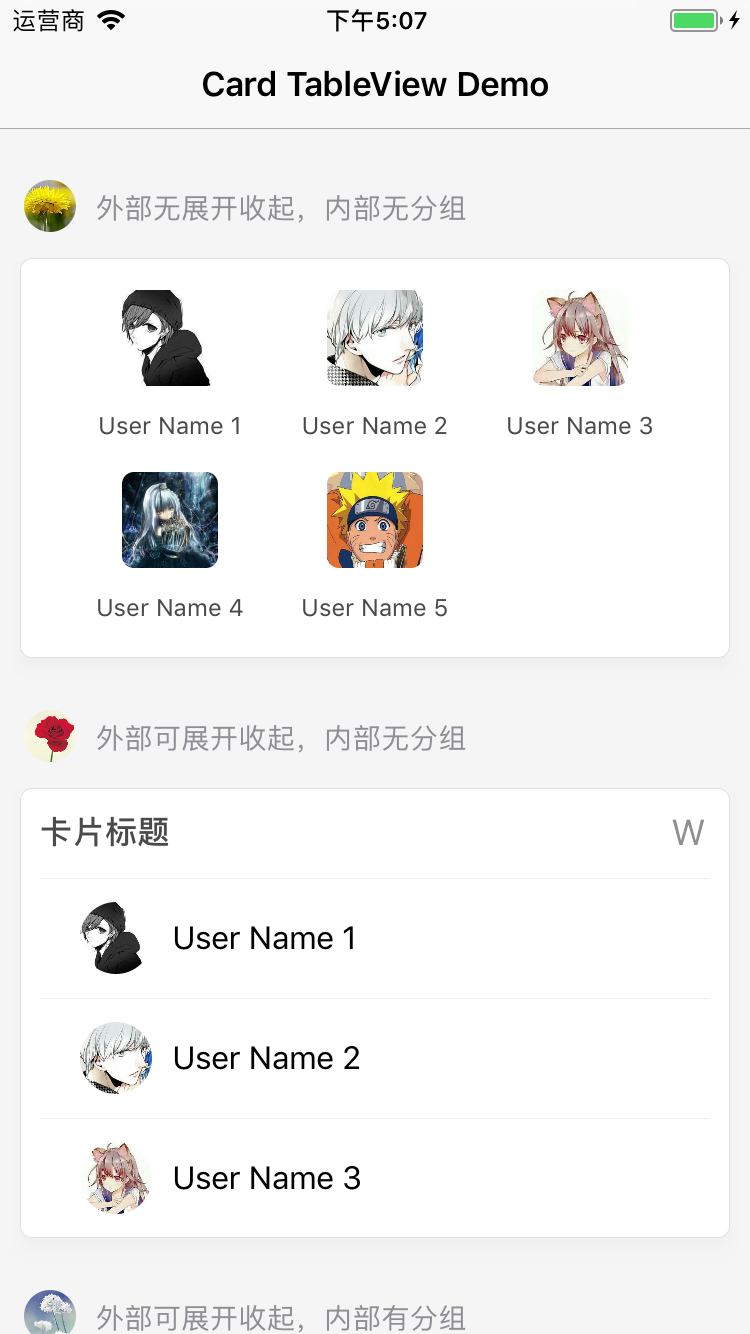 运营商 下午5:07
Card TableView Demo
外部无展开收起，内部无分组
User Name 1 User Name 2 User Name 3
User Name 4 User Name 5
外部可展开收起，内部无分组
卡片标题 W
User Name 1
User Name 2
User Name 3
外部可展开收起，内部有分组